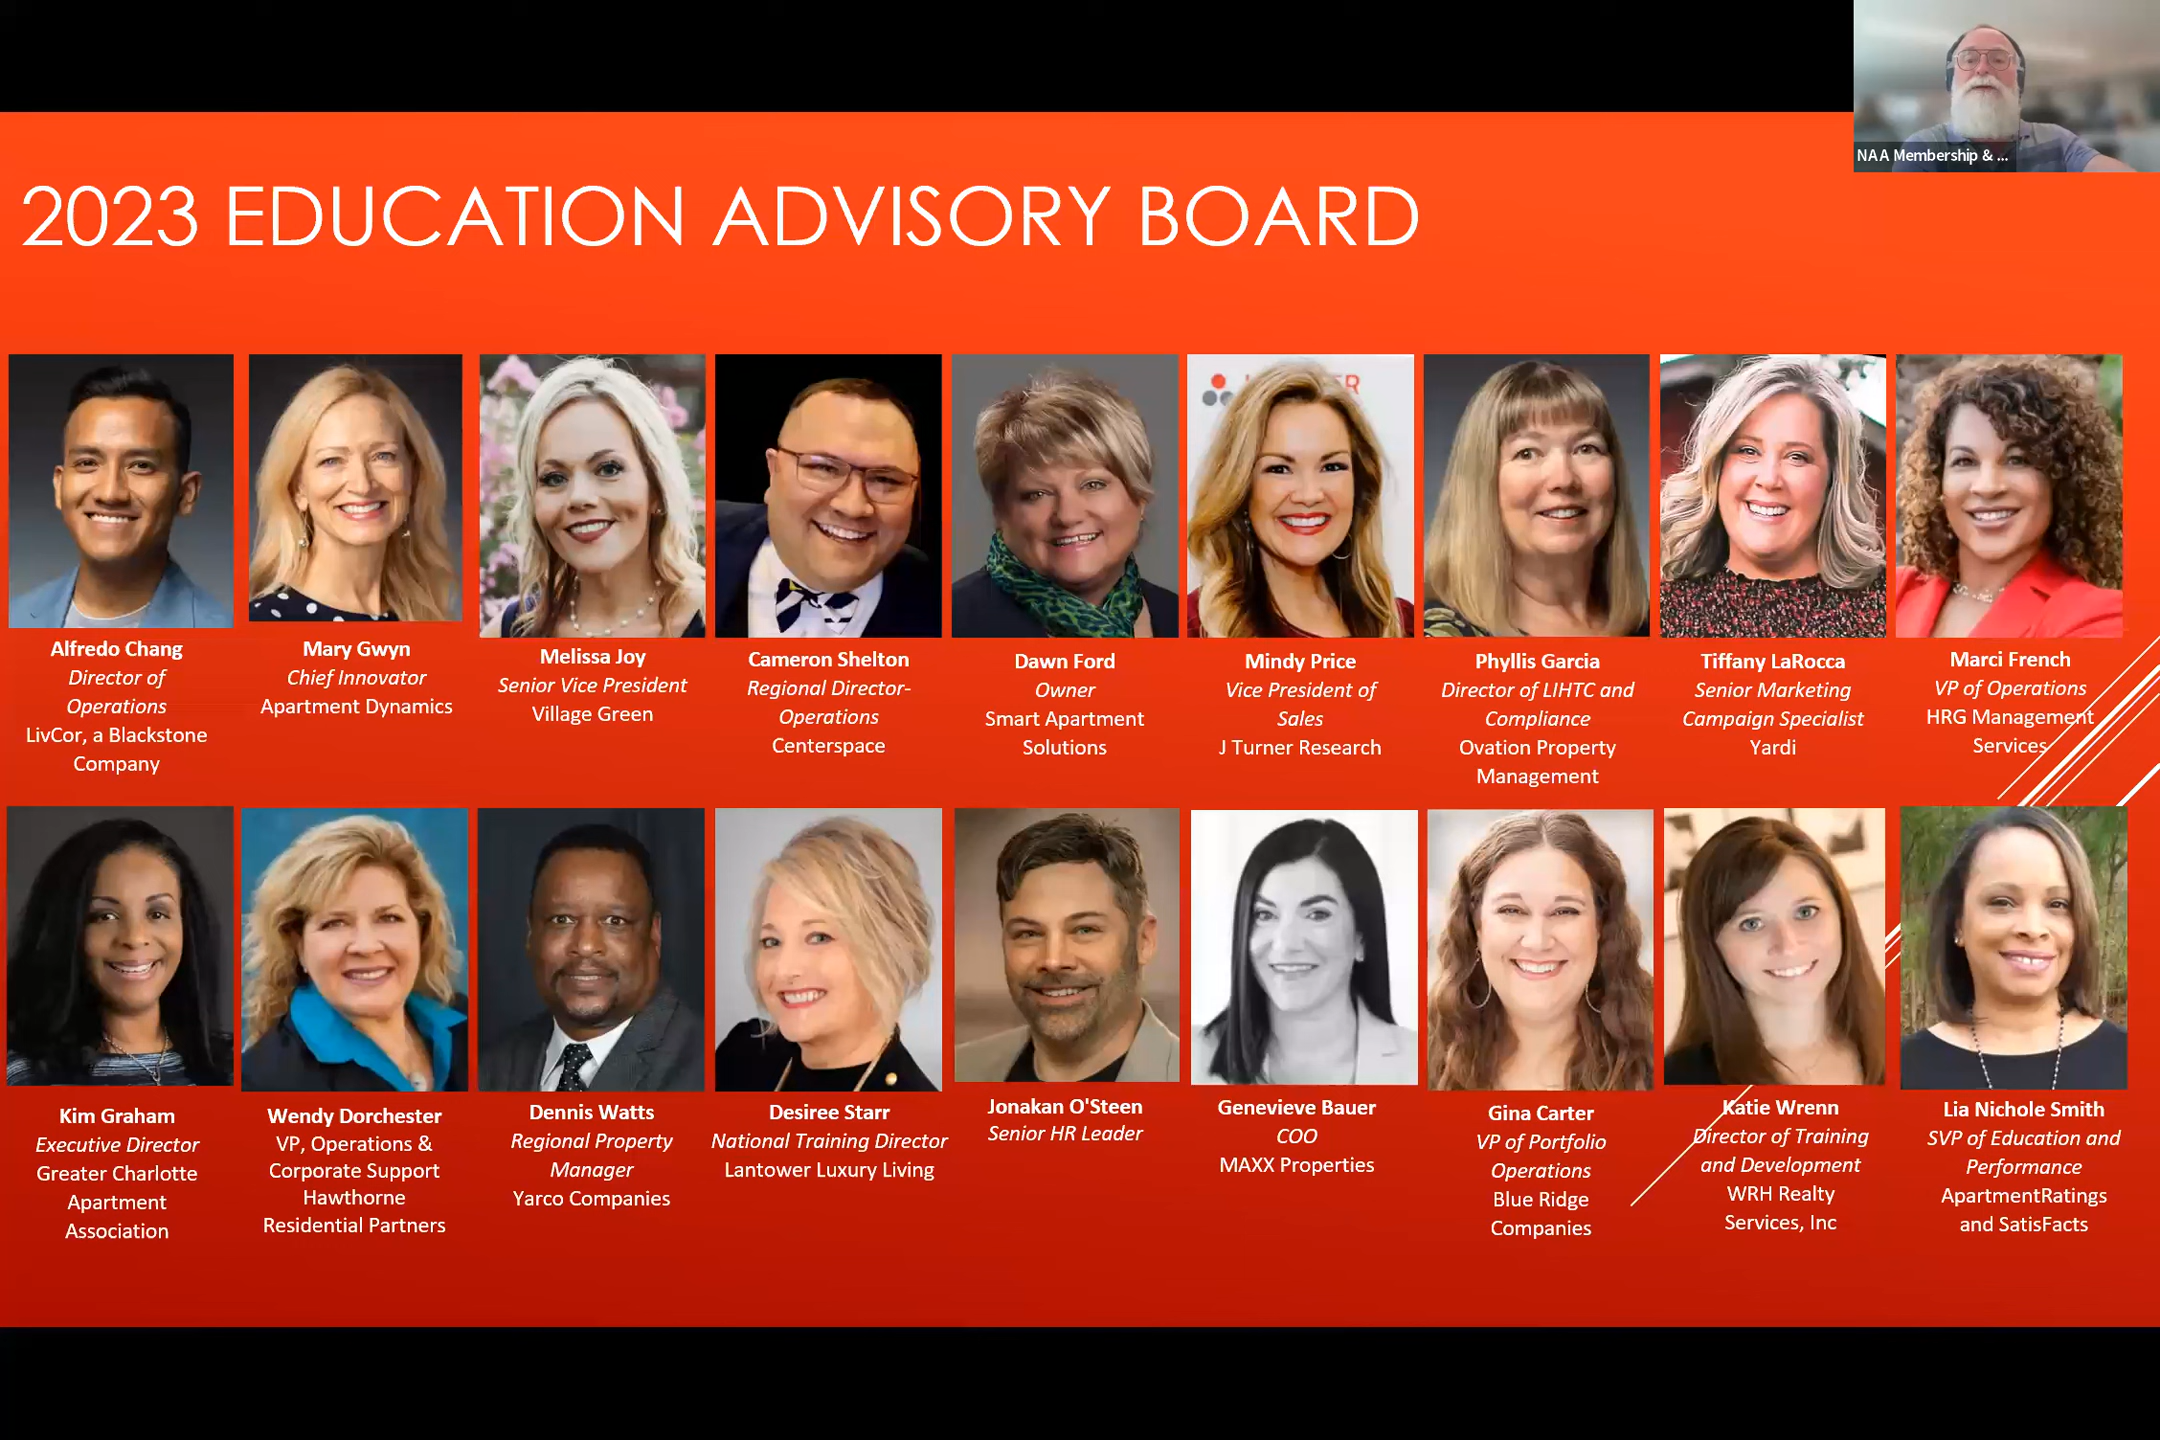 NAA Membership & ...
2023 EDUCATION ADVISORY BOARD
Alfredo Chang
Director of
Operations
LivCor, a Blackstone
Company
Mary Gwyn
Chief Innovator
Apartment Dynamics
Melissa Joy
Senior Vice President
Village Green
Cameron Shelton
Regional Director-
Operations
Centerspace
Dawn Ford
Owner
Smart Apartment
Solutions
Mindy Price
Vice President of
Sales
J Turner Research
Phyllis Garcia
Director of LIHTC and
Compliance
Ovation Property
Management
Tiffany LaRocca
Senior Marketing
Campaign Specialist
Yardi
Marci French
VP of Operations
HRG Management
Services
Kim Graham
Executive Director
Greater Charlotte
Apartment
Association
Wendy Dorchester
VP, Operations &
Corporate Support
Hawthorne
Residential Partners
Dennis Watts
Regional Property
Manager
Yarco Companies
Desiree Starr
National Training Director
Lantower Luxury Living
Jonakan O'Steen
Senior HR Leader
Genevieve Bauer
COO
MAXX Properties
Gina Carter
VP of Portfolio
Operations
Blue Ridge
Companies
Katie Wrenn
Director of Training
and Development
WRH Realty
Services, Inc
Lia Nichole Smith
SVP of Education and
Performance
ApartmentRatings
and SatisFacts